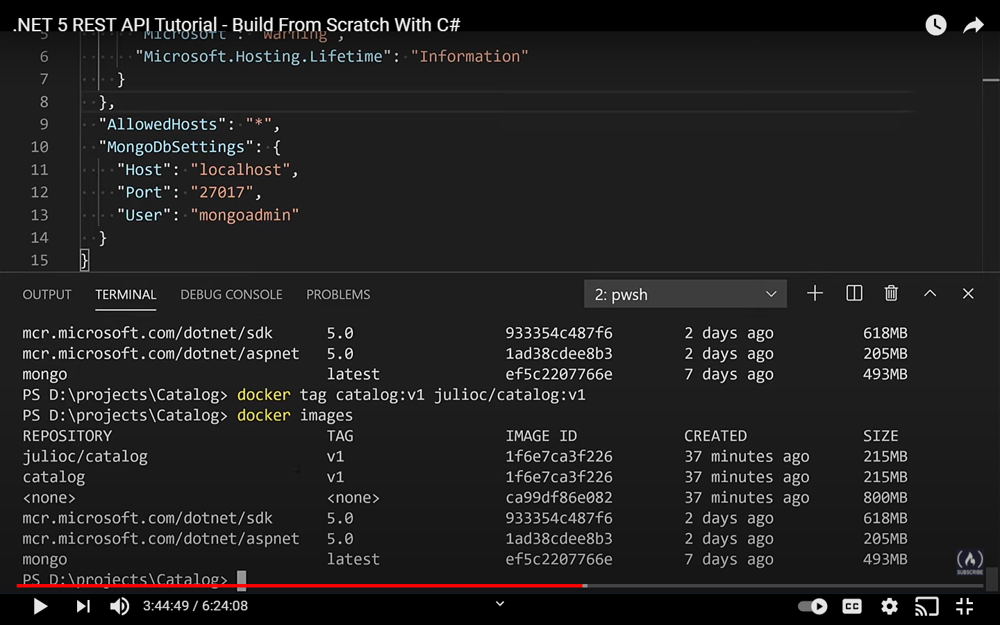 .NET 5 REST API Tutorial - Build From Scratch With C#
5 "Microsoft": "Warning",
6 "Microsoft.Hosting.Lifetime": "Information"
7 }
8 },
9 "AllowedHosts": "*",
10 "MongoDbSettings": {
11 "Host": "localhost",
12 "Port": "27017",
13 "User": "mongoadmin"
14 }
15 }
OUTPUT TERMINAL DEBUG CONSOLE PROBLEMS 2: pwsh
mcr.microsoft.com/dotnet/sdk 5.0 933354c487f6 2 days ago 618MB
mcr.microsoft.com/dotnet/aspnet 5.0 1ad38cdee8b3 2 days ago 205MB
mongo latest ef5c2207766e 7 days ago 493MB
PS D:\projects\Catalog> docker tag catalog:v1 julioc/catalog:v1
PS D:\projects\Catalog> docker images
REPOSITORY TAG IMAGE ID CREATED SIZE
julioc/catalog v1 1f6e7ca3f226 37 minutes ago 215MB
catalog v1 1f6e7ca3f226 37 minutes ago 215MB
<none> <none> ca99df86e082 37 minutes ago 800MB
mcr.microsoft.com/dotnet/sdk 5.0 933354c487f6 2 days ago 618MB
mcr.microsoft.com/dotnet/aspnet 5.0 1ad38cdee8b3 2 days ago 205MB
mongo latest ef5c2207766e 7 days ago 493MB
PS D:\projects\Catalog>
SUBSCRIBE
3:44:49 / 6:24:08 CC